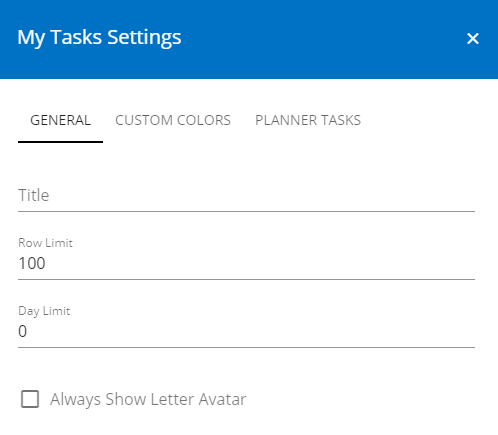 My Tasks Settings
GENERAL CUSTOM COLORS PLANNER TASKS
Title
Row Limit
100
Day Limit
0
Always Show Letter Avatar